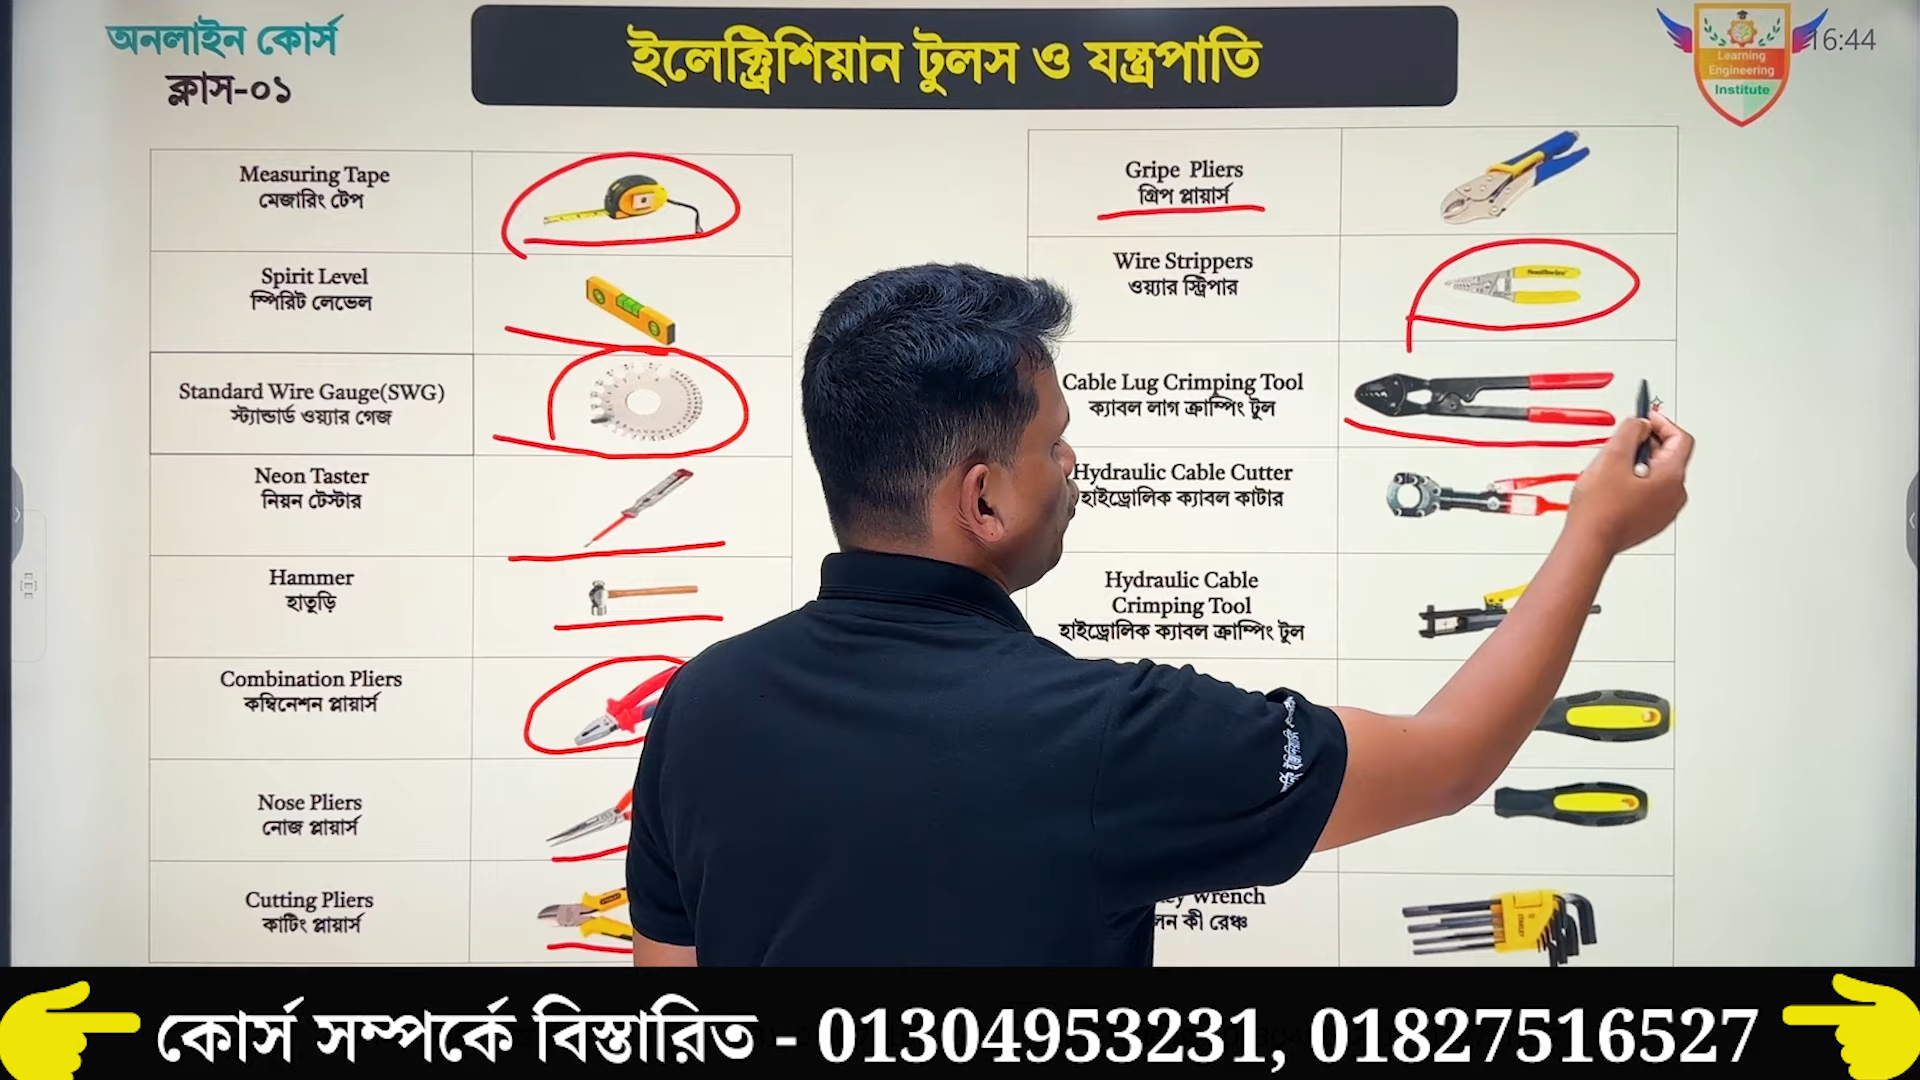 অনলাইন কোর্স
ক্লাস-০১
ইলেক্ট্রিশিয়ান টুলস ও যন্ত্রপাতি
16:44
Learning
Engineering
Institute
Measuring Tape
মেজারিং টেপ
Spirit Level
স্পিরিট লেভেল
Standard Wire Gauge(SWG)
স্ট্যান্ডার্ড ওয়্যার গেজ
Neon Taster
নিয়ন টেস্টার
Hammer
হাতুড়ি
Combination Pliers
কম্বিনেশন প্লায়ার্স
Nose Pliers
নোজ প্লায়ার্স
Cutting Pliers
কাটিং প্লায়ার্স
Gripe Pliers
গ্রিপ প্লায়ার্স
Wire Strippers
ওয়্যার স্ট্রিপার
Cable Lug Crimping Tool
ক্যাবল লাগ ক্রাম্পিং টুল
Hydraulic Cable Cutter
হাইড্রোলিক ক্যাবল কাটার
Hydraulic Cable
Crimping Tool
হাইড্রোলিক ক্যাবল ক্রাম্পিং টুল
Wrench
কী রেঞ্চ
কোর্স সম্পর্কে বিস্তারিত - 01304953231, 01827516527